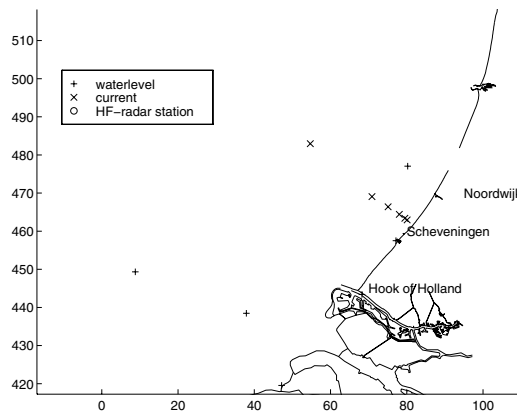 510
500
490
480
470
460
450
440
430
420
+ waterlevel
× current
○ HF−radar station
Noordwijk
Scheveningen
Hook of Holland
0
20
40
60
80
100